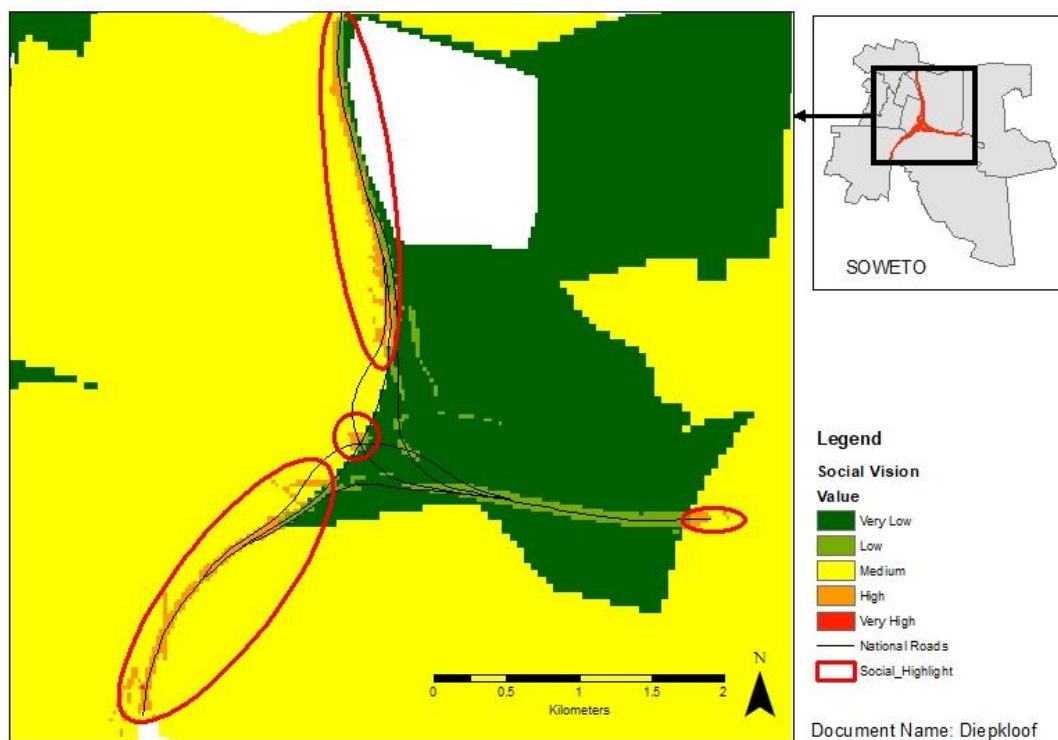 SOWETO
Legend
Social Vision
Value
Very Low
Low
Medium
High
Very High
National Roads
Social_Highlight
N
0 0.5 1 1.5 2
Kilometers
Document Name: Diepkloof